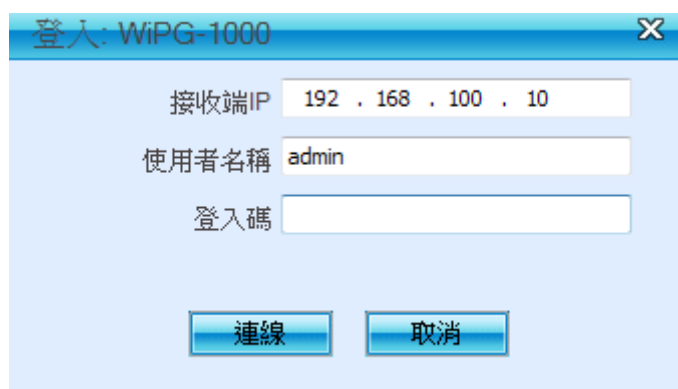 登入: WiPG-1000
接收端IP 192 . 168 . 100 . 10
使用者名稱 admin
登入碼
連線 取消